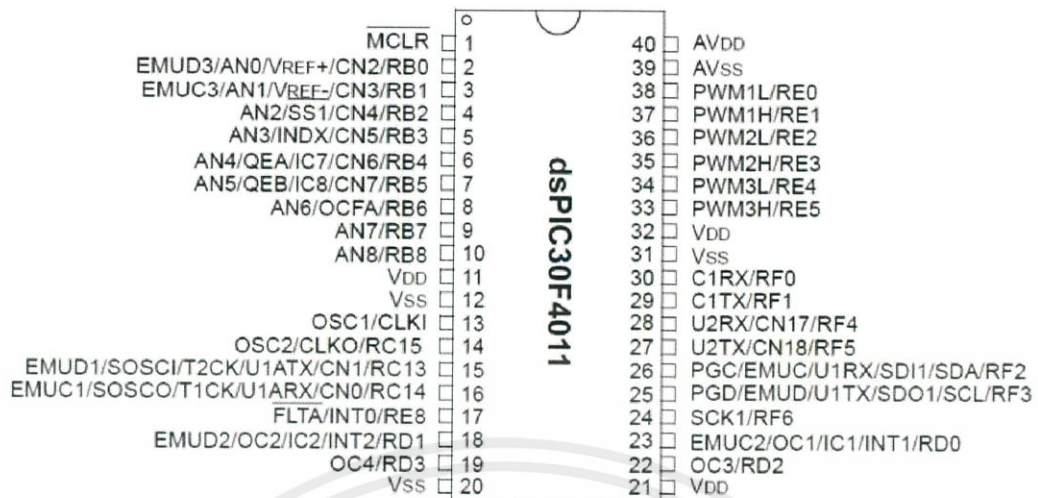 MCLR 1
EMUD3/AN0/VREF+/CN2/RB0 2
EMUC3/AN1/VREF-/CN3/RB1 3
AN2/SS1/CN4/RB2 4
AN3/INDX/CN5/RB3 5
AN4/QEA/IC7/CN6/RB4 6
AN5/QEB/IC8/CN7/RB5 7
AN6/OCFA/RB6 8
AN7/RB7 9
AN8/RB8 10
VDD 11
VSS 12
OSC1/CLKI 13
OSC2/CLKO/RC15 14
EMUD1/SOSCI/T2CK/U1ATX/CN1/RC13 15
EMUC1/SOSCO/T1CK/U1ARX/CN0/RC14 16
FLTA/INT0/RE8 17
EMUD2/OC2/IC2/INT2/RD1 18
OC4/RD3 19
VSS 20
dsPIC30F4011
40 AVDD
39 AVSS
38 PWM1L/RE0
37 PWM1H/RE1
36 PWM2L/RE2
35 PWM2H/RE3
34 PWM3L/RE4
33 PWM3H/RE5
32 VDD
31 VSS
30 C1RX/RF0
29 C1TX/RF1
28 U2RX/CN17/RF4
27 U2TX/CN18/RF5
26 PGC/EMUC/U1RX/SDI1/SDA/RF2
25 PGD/EMUD/U1TX/SDO1/SCL/RF3
24 SCK1/RF6
23 EMUC2/OC1/IC1/INT1/RD0
22 OC3/RD2
21 VDD